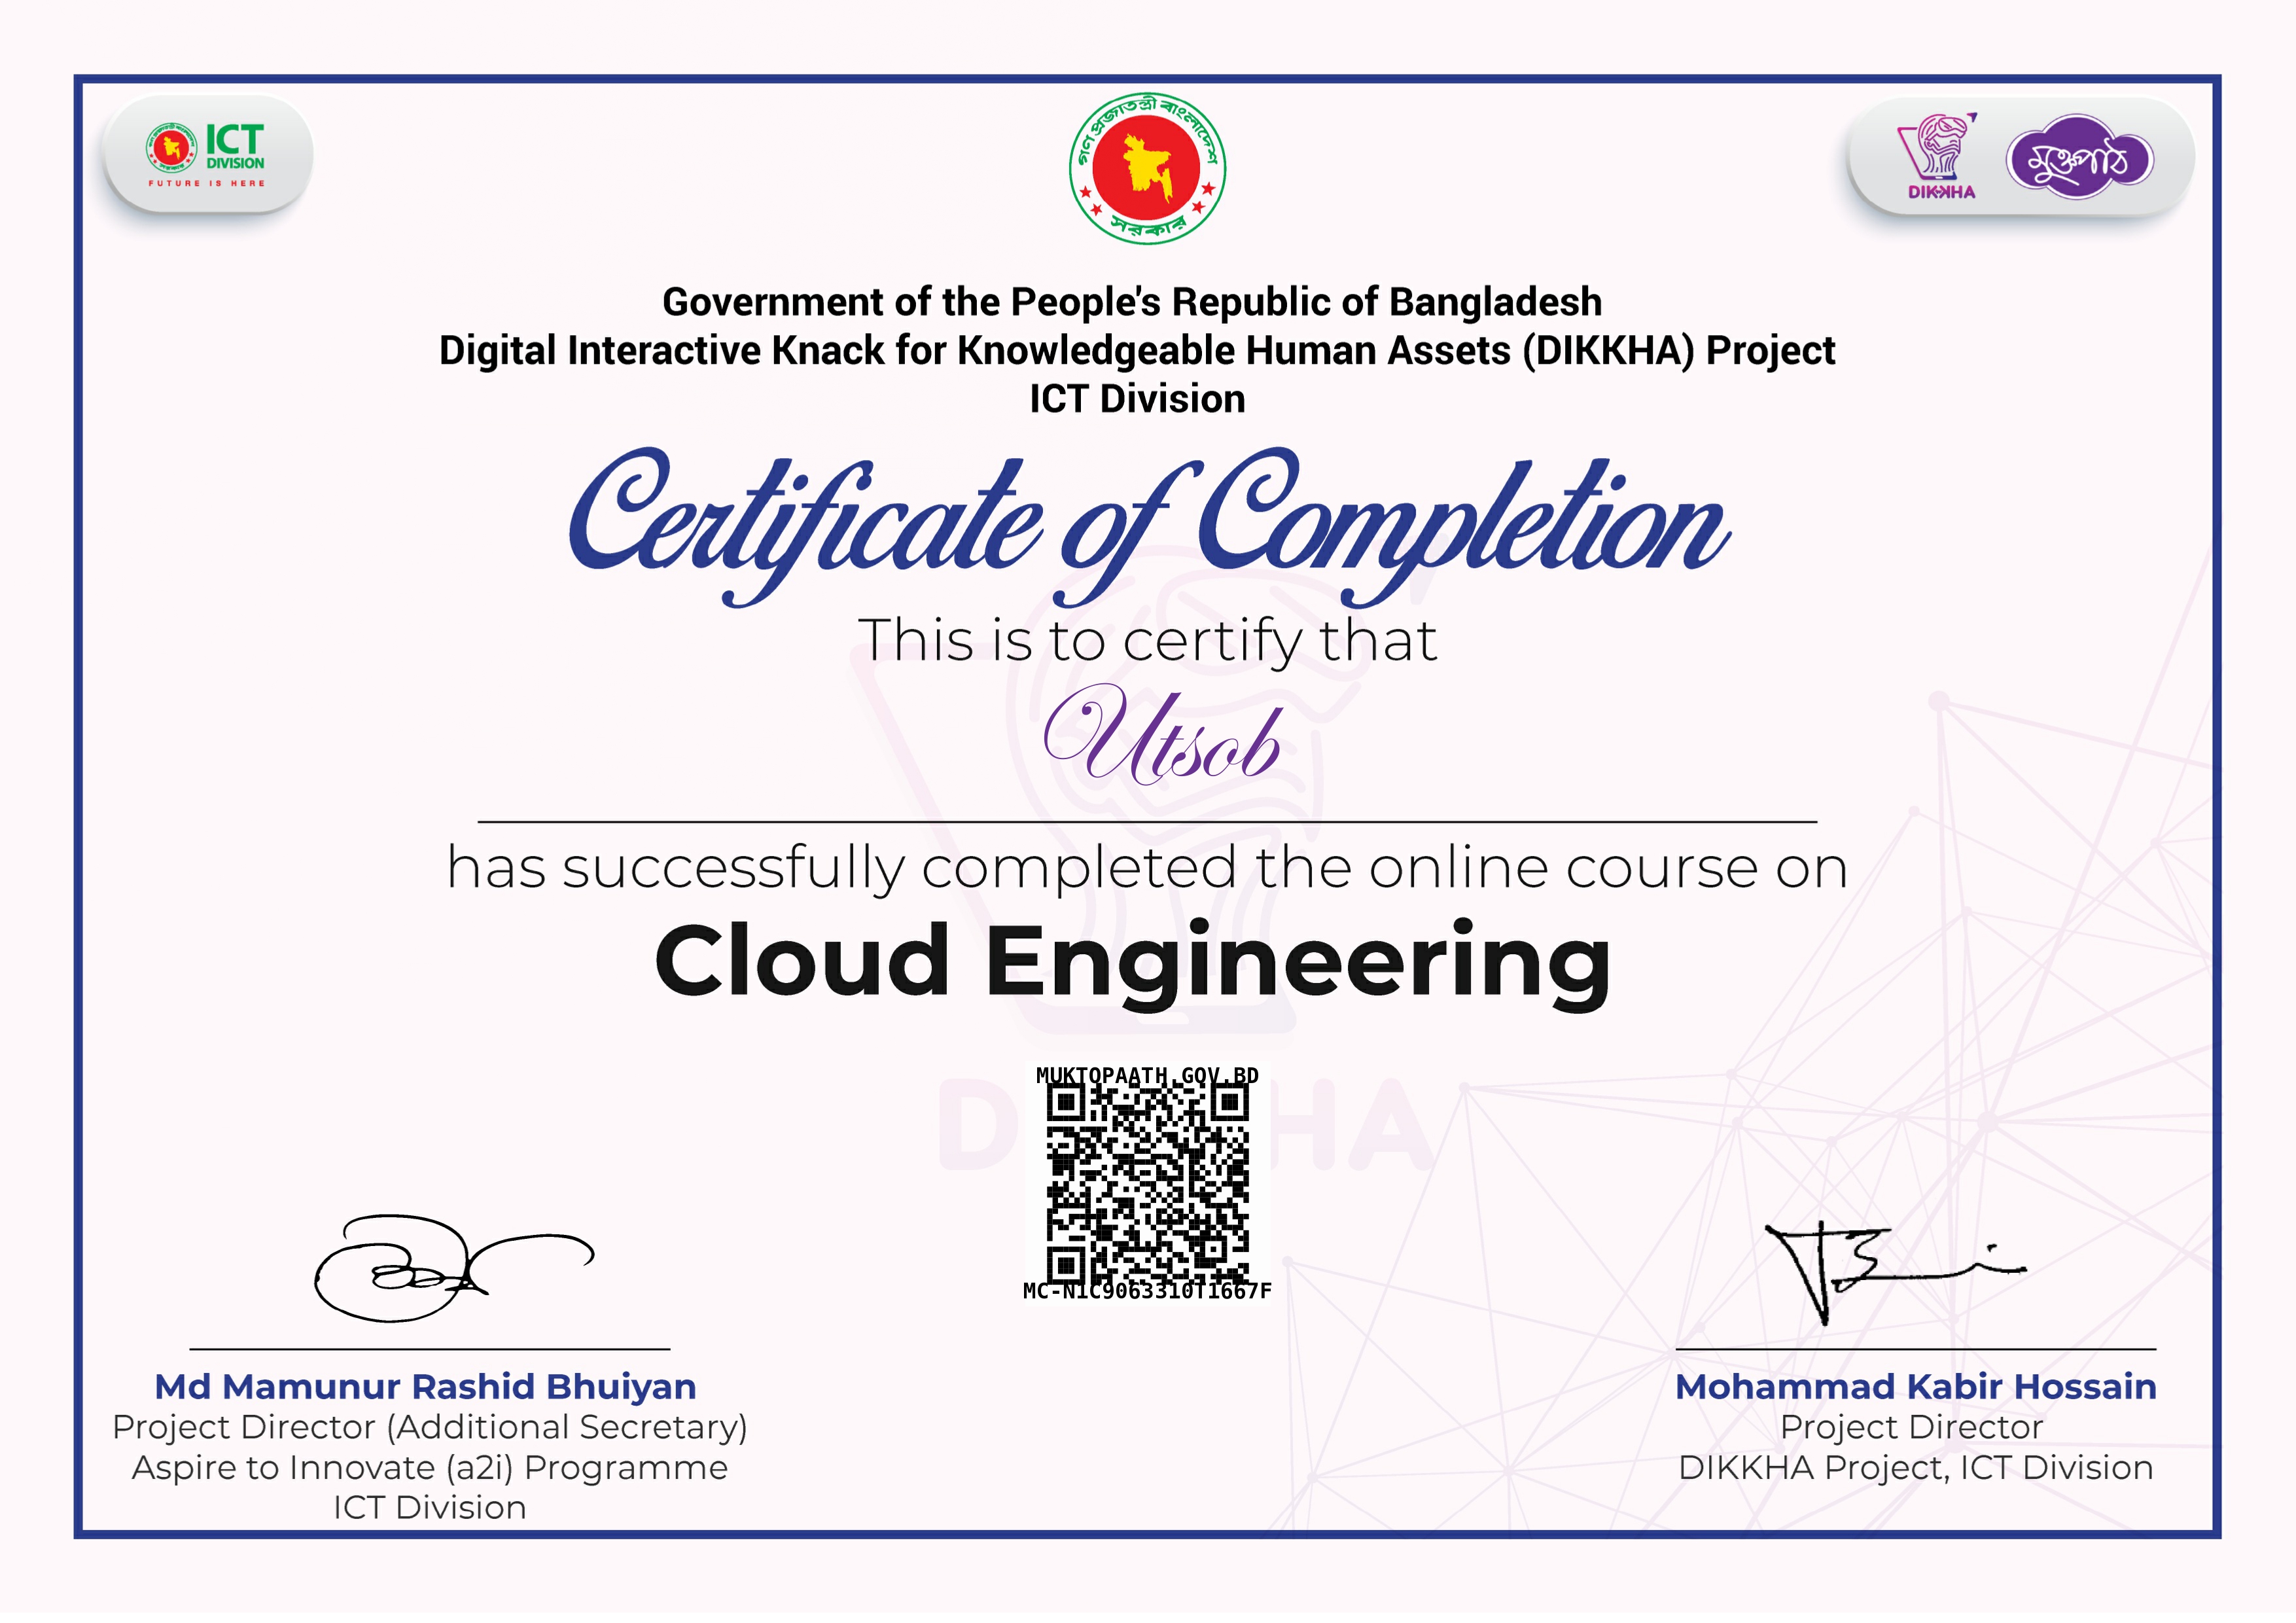 ICT
DIVISION
FUTURE IS HERE
গণ প্রজাতন্ত্রী বাংলাদেশ
সরকার
DIKKHA
মুক্তপাঠ
Government of the People's Republic of Bangladesh
Digital Interactive Knack for Knowledgeable Human Assets (DIKKHA) Project
ICT Division
Certificate of Completion
This is to certify that
Utsob
has successfully completed the online course on
Cloud Engineering
MUKTOPAATH.GOV.BD
MC-N1C9063310T1667F
Md Mamunur Rashid Bhuiyan
Project Director (Additional Secretary)
Aspire to Innovate (a2i) Programme
ICT Division
Mohammad Kabir Hossain
Project Director
DIKKHA Project, ICT Division